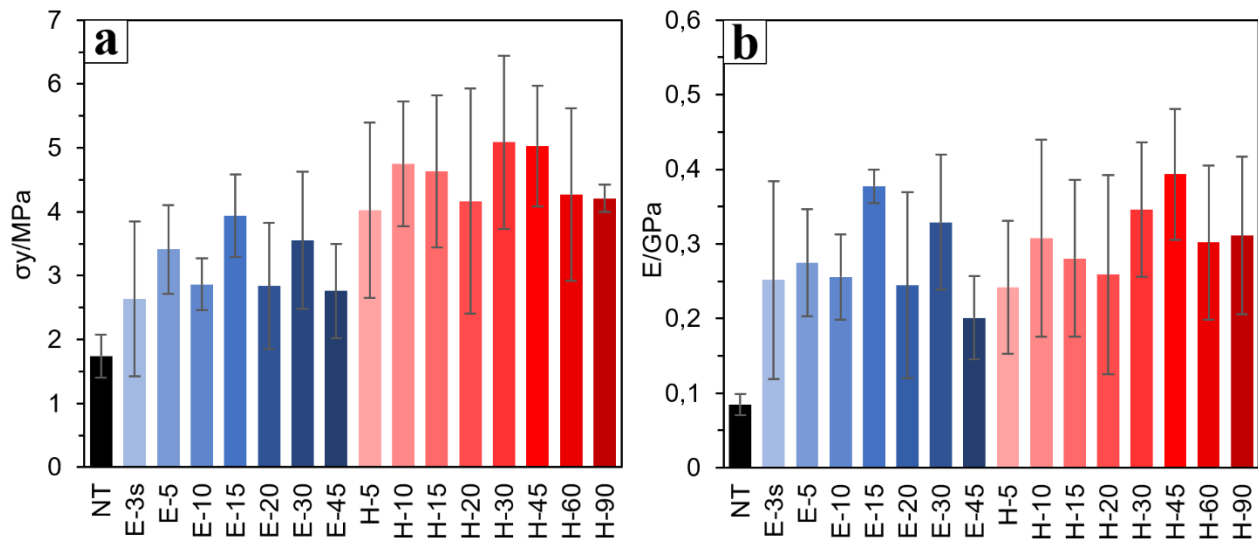 a
σy/MPa
7
6
5
4
3
2
1
0
NT
E-3s
E-5
E-10
E-15
E-20
E-30
E-45
H-5
H-10
H-15
H-20
H-30
H-45
H-60
H-90
b
E/GPa
0,6
0,5
0,4
0,3
0,2
0,1
0
NT
E-3s
E-5
E-10
E-15
E-20
E-30
E-45
H-5
H-10
H-15
H-20
H-30
H-45
H-60
H-90